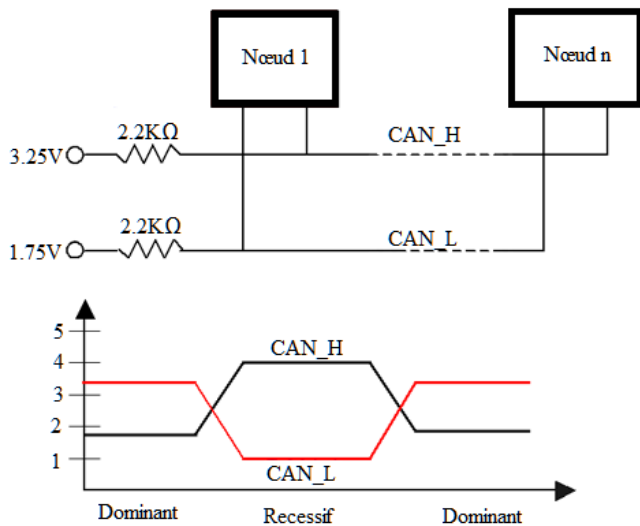 Nœud 1
Nœud n
2.2KΩ
CAN_H
3.25V
2.2KΩ
CAN_L
1.75V
5
4
3
2
1
CAN_H
CAN_L
Dominant
Recessif
Dominant